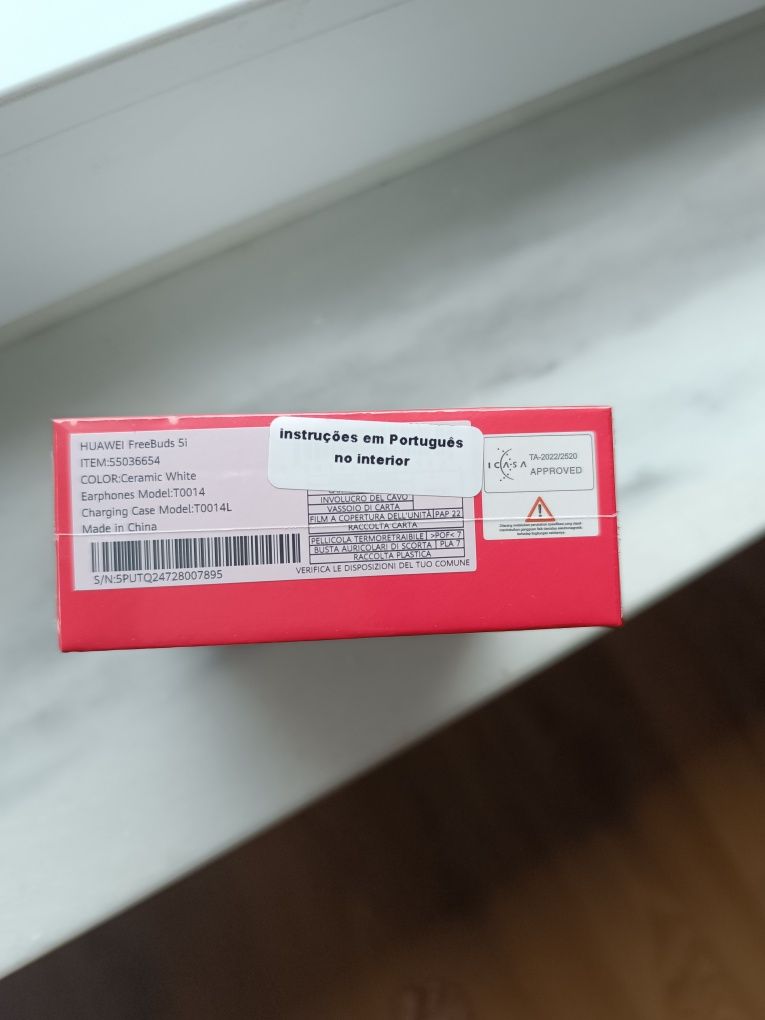 HUAWEI FreeBuds 5i
ITEM:55036654
COLOR:Ceramic White
Earphones Model:T0014
Charging Case Model:T0014L
Made in China
S/N:5PUTQ24728007895
instruções em Português
no interior
INVOLUCRO DEL CAVO
VASSOIO DI CARTA
FILM A COPERTURA DELL'UNITÀ PAP 22
RACCOLTA CARTA
PELLICOLA TERMORETRAIBILE >POF< 7
BUSTA AURICOLARI DI SCORTA PLA 7
RACCOLTA PLASTICA
VERIFICA LE DISPOSIZIONI DEL TUO COMUNE
ICASA
TA-2022/2520
APPROVED